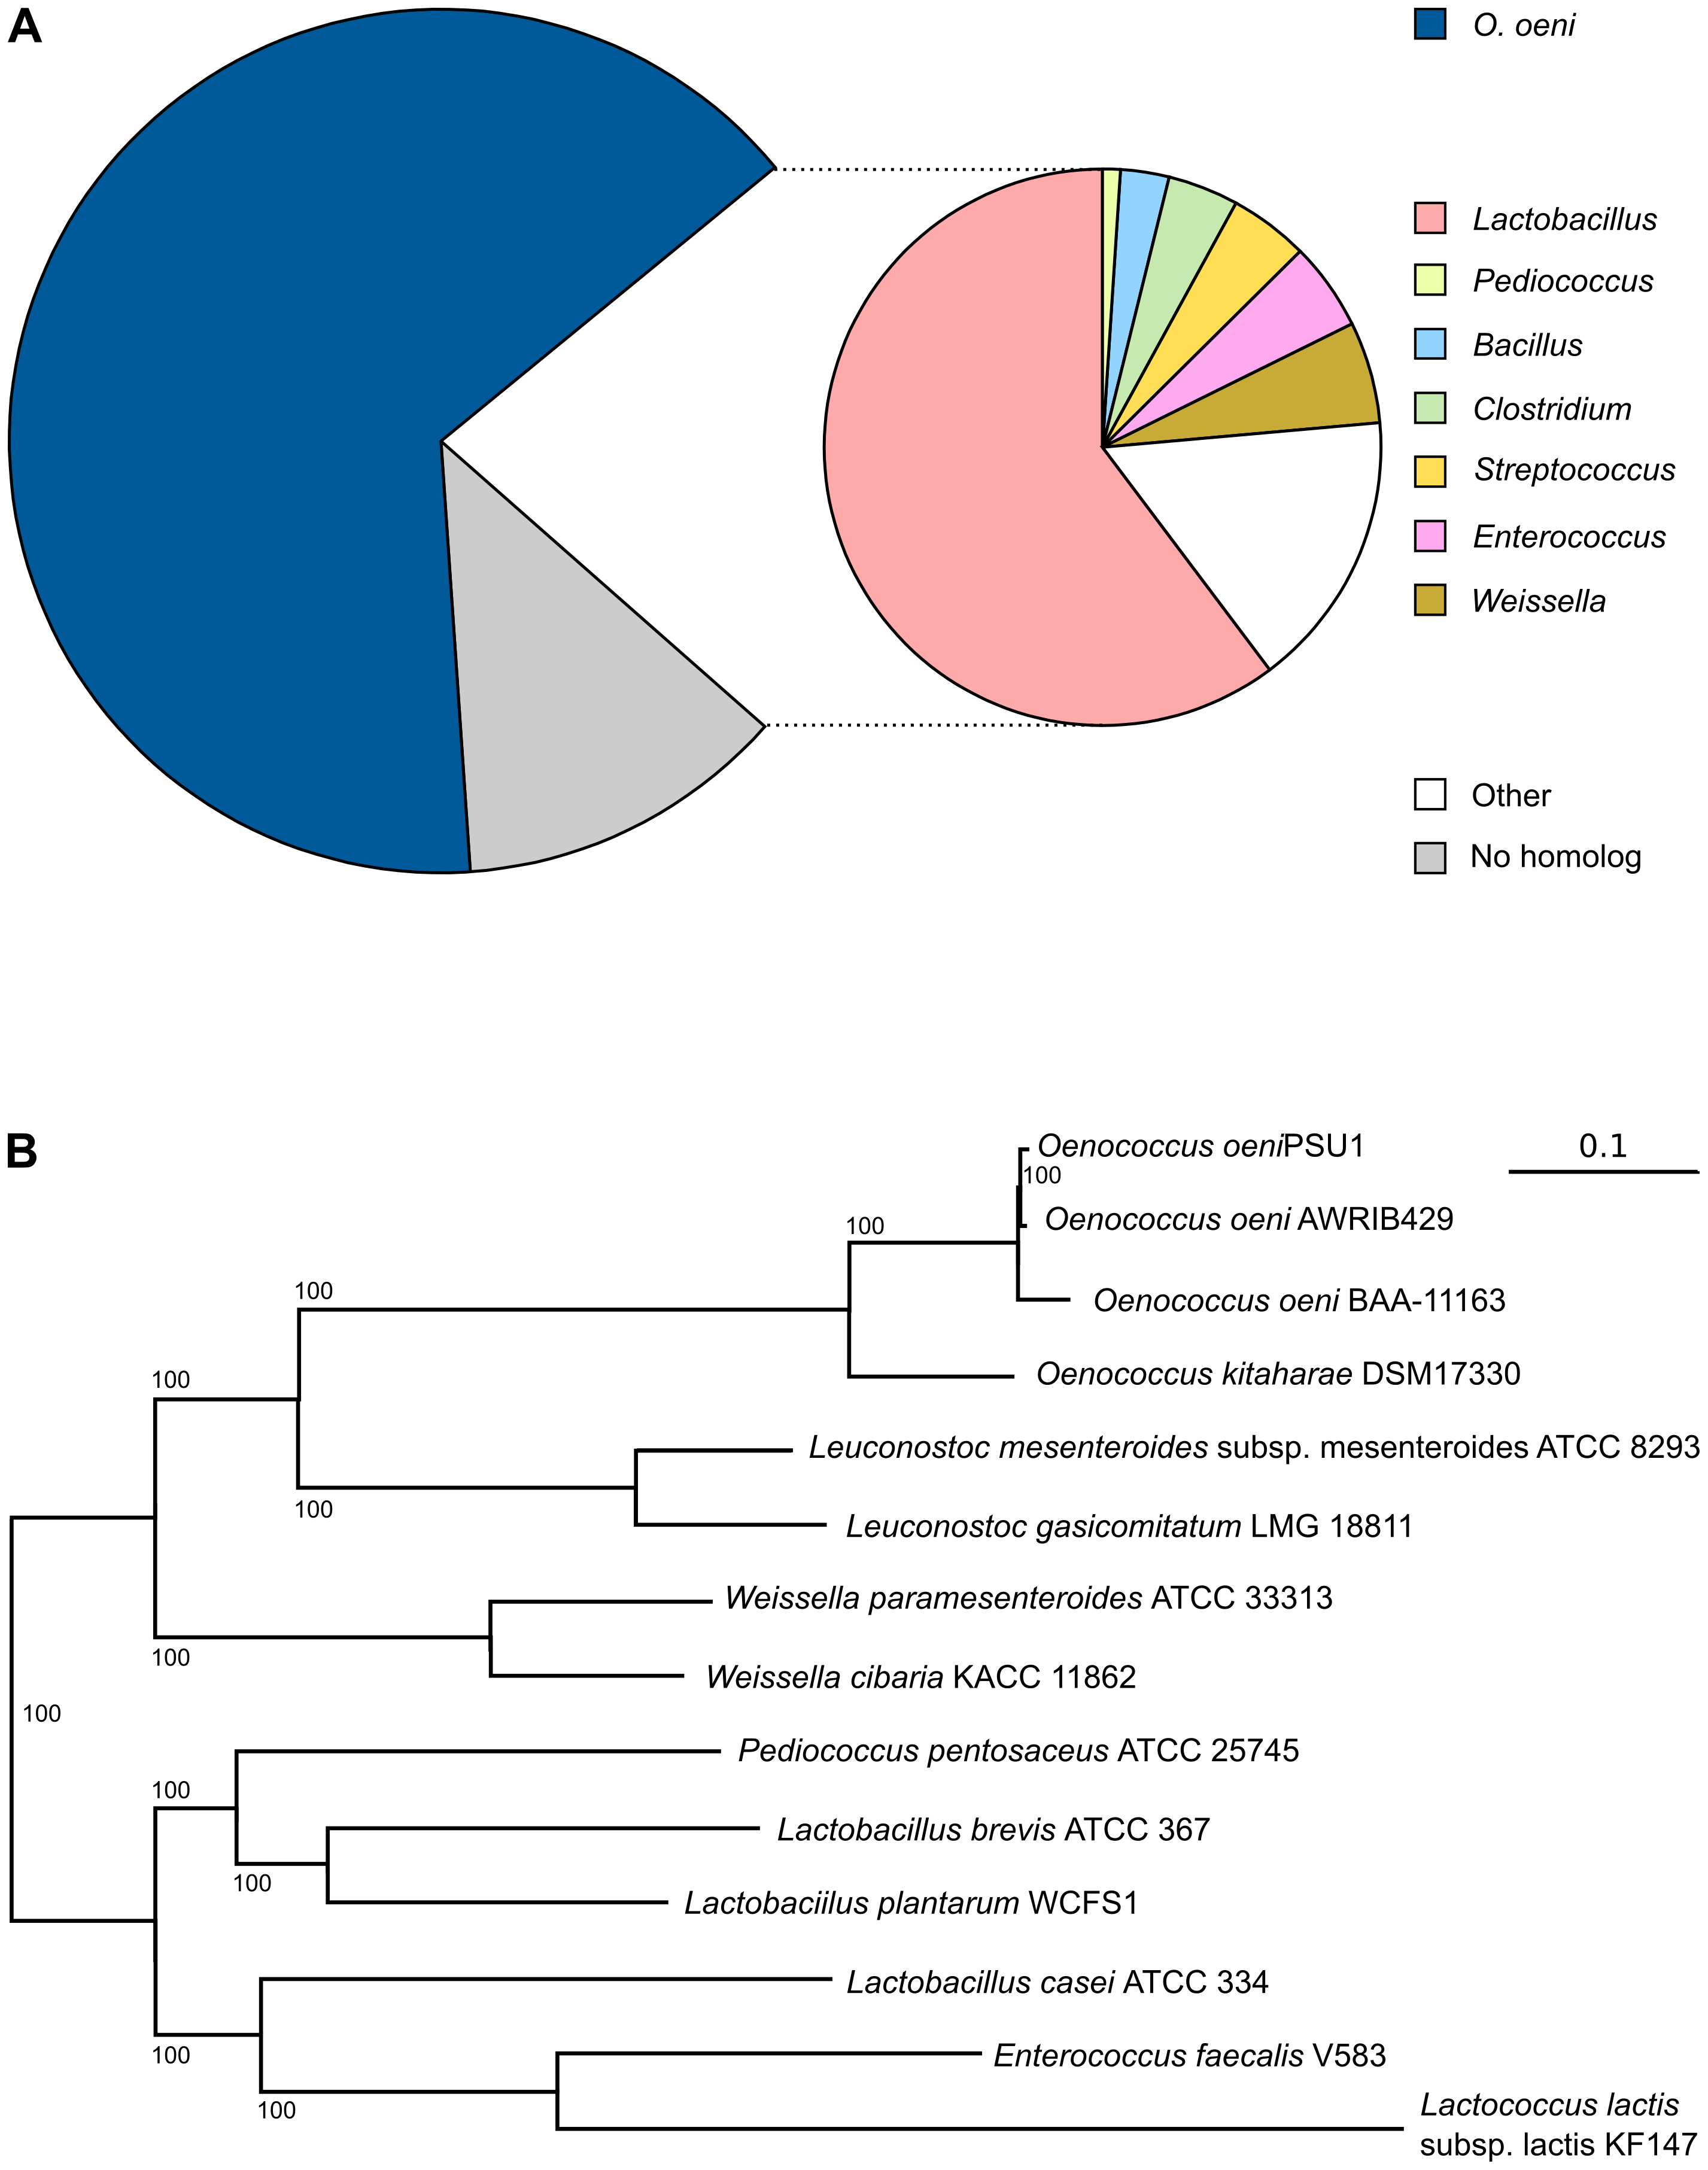 A
O. oeni
Lactobacillus
Pediococcus
Bacillus
Clostridium
Streptococcus
Enterococcus
Weissella
Other
No homolog
B
Oenococcus oeniPSU1
0.1
100
Oenococcus oeni AWRIB429
100
100
Oenococcus oeni BAA-11163
Oenococcus kitaharae DSM17330
100
Leuconostoc mesenteroides subsp. mesenteroides ATCC 8293
100
Leuconostoc gasicomitatum LMG 18811
Weissella paramesenteroides ATCC 33313
100
Weissella cibaria KACC 11862
100
Pediococcus pentosaceus ATCC 25745
100
Lactobacillus brevis ATCC 367
100
Lactobaciilus plantarum WCFS1
Lactobacillus casei ATCC 334
100
Enterococcus faecalis V583
100
Lactococcus lactis
subsp. lactis KF147